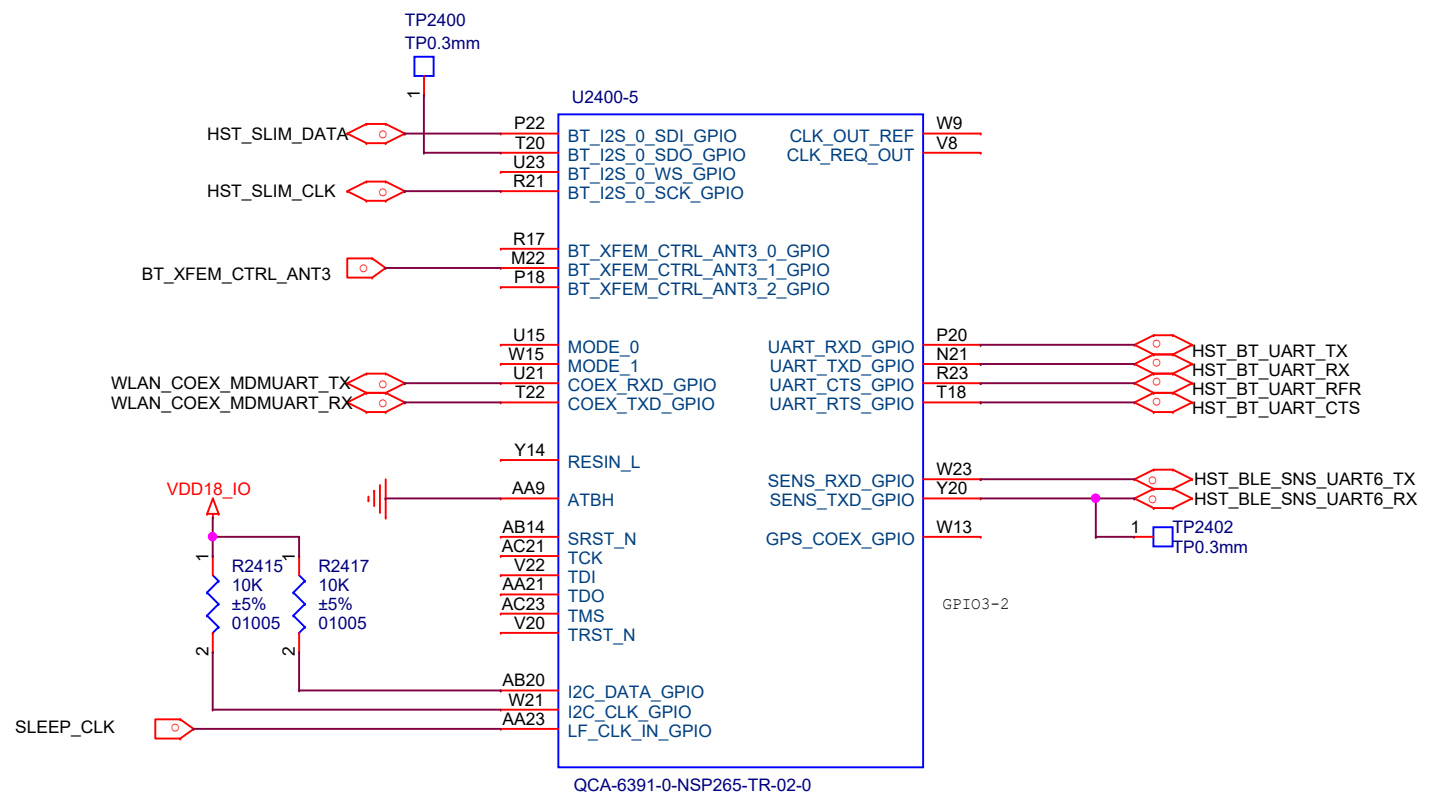 TP2400
TP0.3mm
1
U2400-5
HST_SLIM_DATA
P22
BT_I2S_0_SDI_GPIO
T20
BT_I2S_0_SDO_GPIO
U23
BT_I2S_0_WS_GPIO
HST_SLIM_CLK
R21
BT_I2S_0_SCK_GPIO
CLK_OUT_REF
W9
CLK_REQ_OUT
V8
R17
BT_XFEM_CTRL_ANT3_0_GPIO
BT_XFEM_CTRL_ANT3
M22
BT_XFEM_CTRL_ANT3_1_GPIO
P18
BT_XFEM_CTRL_ANT3_2_GPIO
U15
MODE_0
W15
MODE_1
WLAN_COEX_MDMUART_TX
U21
COEX_RXD_GPIO
WLAN_COEX_MDMUART_RX
T22
COEX_TXD_GPIO
UART_RXD_GPIO
P20
HST_BT_UART_TX
UART_TXD_GPIO
N21
HST_BT_UART_RX
UART_CTS_GPIO
R23
HST_BT_UART_RFR
UART_RTS_GPIO
T18
HST_BT_UART_CTS
Y14
RESIN_L
AA9
ATBH
SENS_RXD_GPIO
W23
HST_BLE_SNS_UART6_TX
SENS_TXD_GPIO
Y20
HST_BLE_SNS_UART6_RX
1
TP2402
TP0.3mm
GPS_COEX_GPIO
W13
GPIO3-2
AB14
SRST_N
AC21
TCK
V22
TDI
AA21
TDO
AC23
TMS
V20
TRST_N
VDD18_IO
1
R2415
10K
±5%
01005
2
1
R2417
10K
±5%
01005
2
AB20
I2C_DATA_GPIO
W21
I2C_CLK_GPIO
SLEEP_CLK
AA23
LF_CLK_IN_GPIO
QCA-6391-0-NSP265-TR-02-0